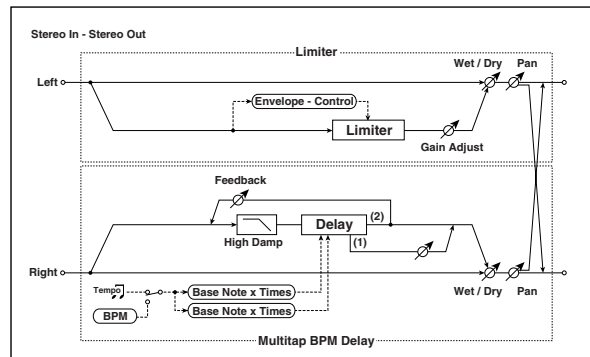 Stereo In - Stereo Out
Limiter
Wet / Dry
Pan
Left
Envelope - Control
Limiter
Gain Adjust
Feedback
High Damp
Delay
(2)
(1)
Right
Wet / Dry
Pan
Tempo
BPM
Base Note x Times
Base Note x Times
Multitap BPM Delay